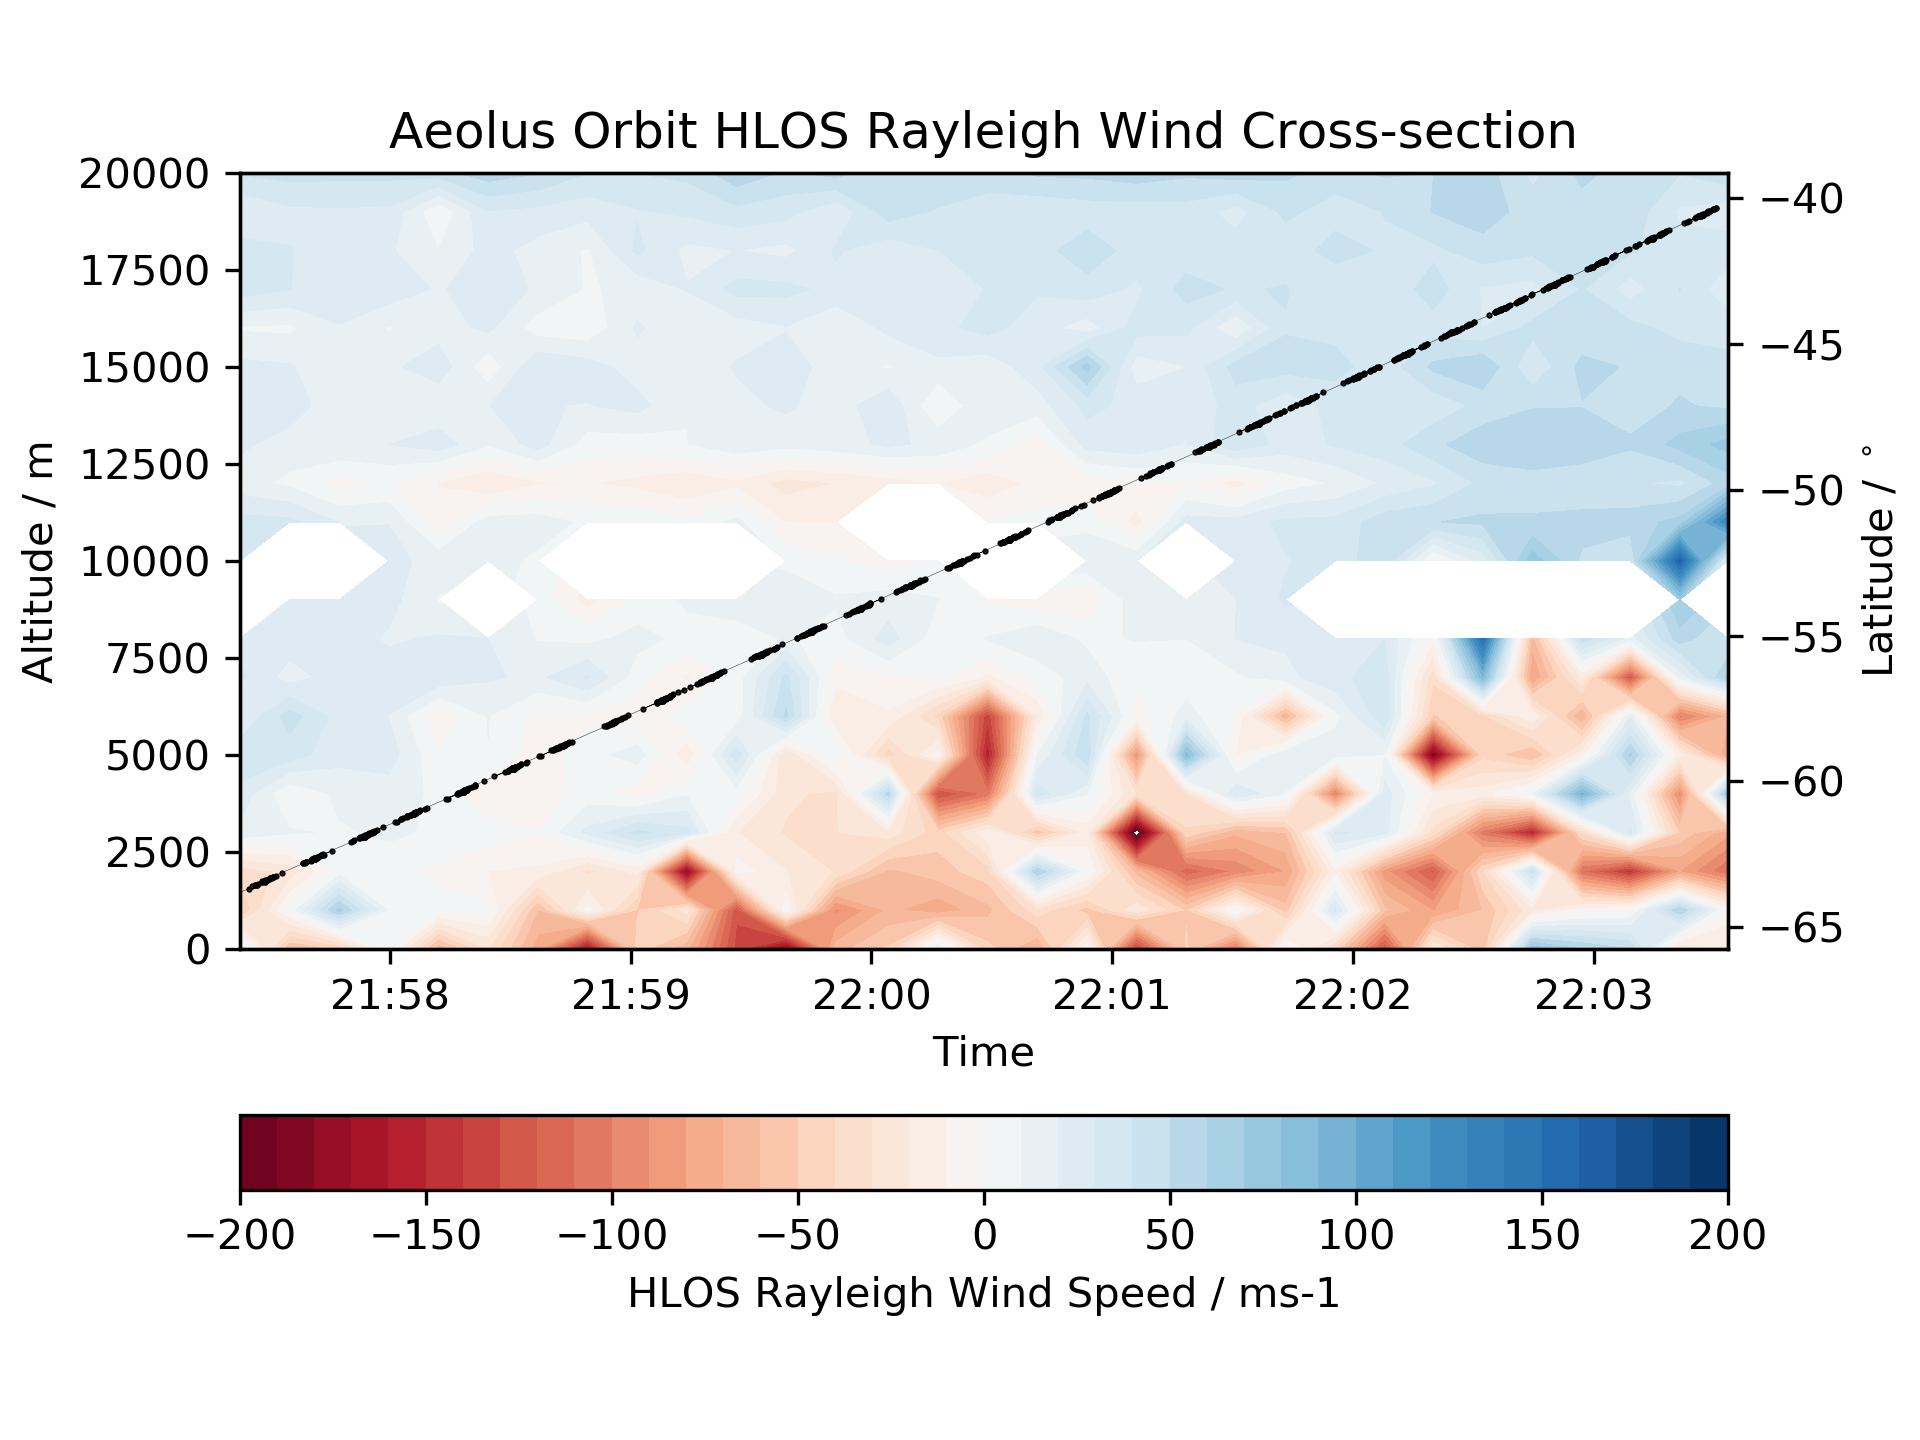 Aeolus Orbit HLOS Rayleigh Wind Cross-section
20000
17500
15000
12500
10000
7500
5000
2500
0
Altitude / m
−40
−45
−50
−55
−60
−65
Latitude / °
21:58 21:59 22:00 22:01 22:02 22:03
Time
−200 −150 −100 −50 0 50 100 150 200
HLOS Rayleigh Wind Speed / ms-1